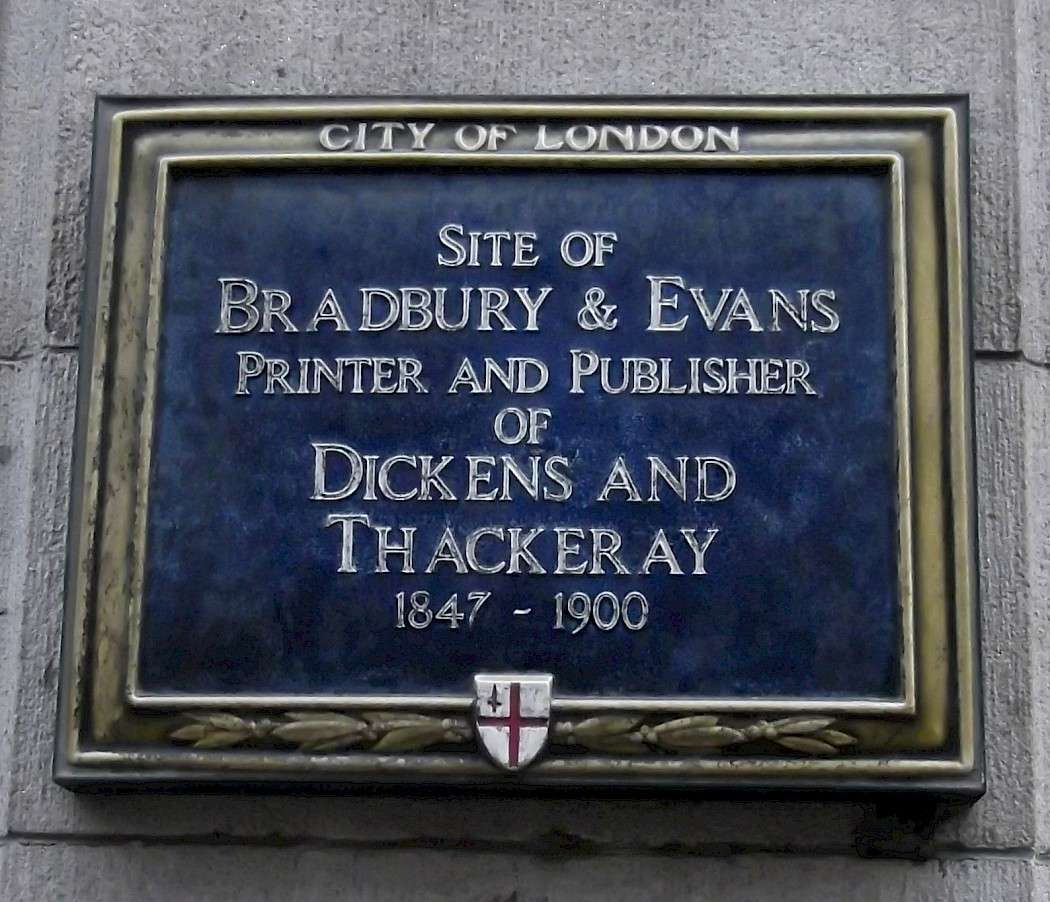 CITY OF LONDON
SITE OF
BRADBURY & EVANS
PRINTER AND PUBLISHER
OF
DICKENS AND
THACKERAY
1847 - 1900